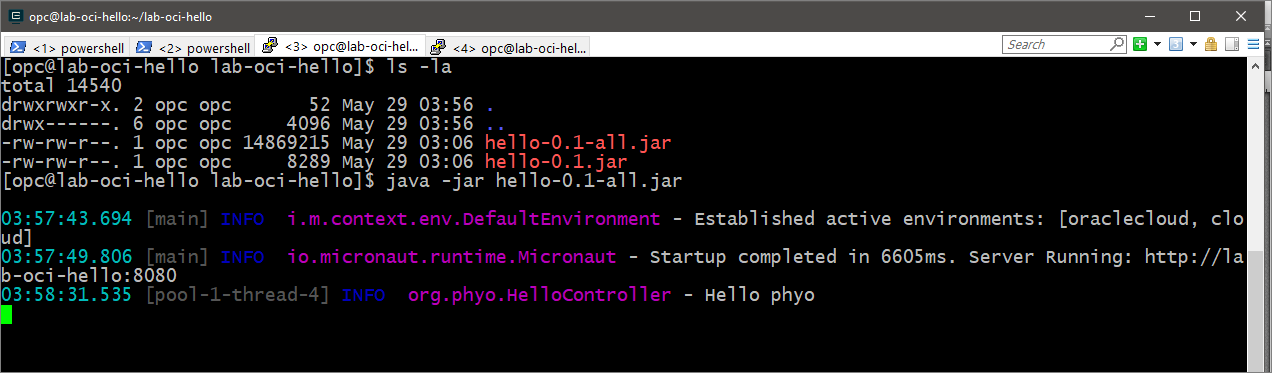 opc@lab-oci-hello:~/lab-oci-hello
<1> powershell <2> powershell <3> opc@lab-oci-hel... <4> opc@lab-oci-hel... Search
[opc@lab-oci-hello lab-oci-hello]$ ls -la
total 14540
drwxrwxr-x. 2 opc opc       52 May 29 03:56 .
drwx------. 6 opc opc     4096 May 29 03:56 ..
-rw-rw-r--. 1 opc opc 14869215 May 29 03:06 hello-0.1-all.jar
-rw-rw-r--. 1 opc opc     8289 May 29 03:06 hello-0.1.jar
[opc@lab-oci-hello lab-oci-hello]$ java -jar hello-0.1-all.jar
03:57:43.694 [main] INFO  i.m.context.env.DefaultEnvironment - Established active environments: [oraclecloud, clo
ud]
03:57:49.806 [main] INFO  io.micronaut.runtime.Micronaut - Startup completed in 6605ms. Server Running: http://la
b-oci-hello:8080
03:58:31.535 [pool-1-thread-4] INFO  org.phyo.HelloController - Hello phyo